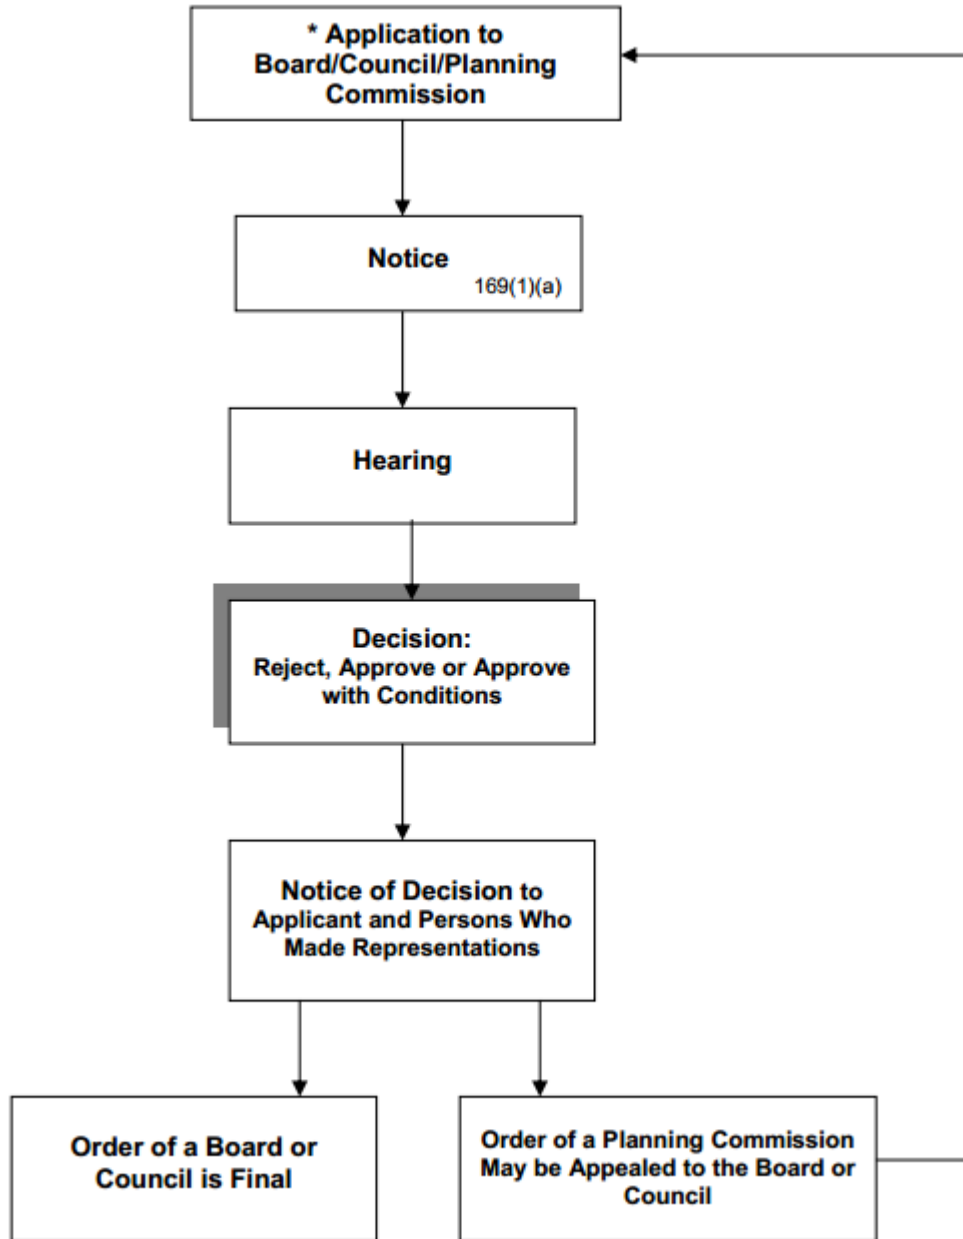 * Application to
Board/Council/Planning
Commission
Notice
169(1)(a)
Hearing
Decision:
Reject, Approve or Approve
with Conditions
Notice of Decision to
Applicant and Persons Who
Made Representations
Order of a Board or
Council is Final
Order of a Planning Commission
May be Appealed to the Board or
Council